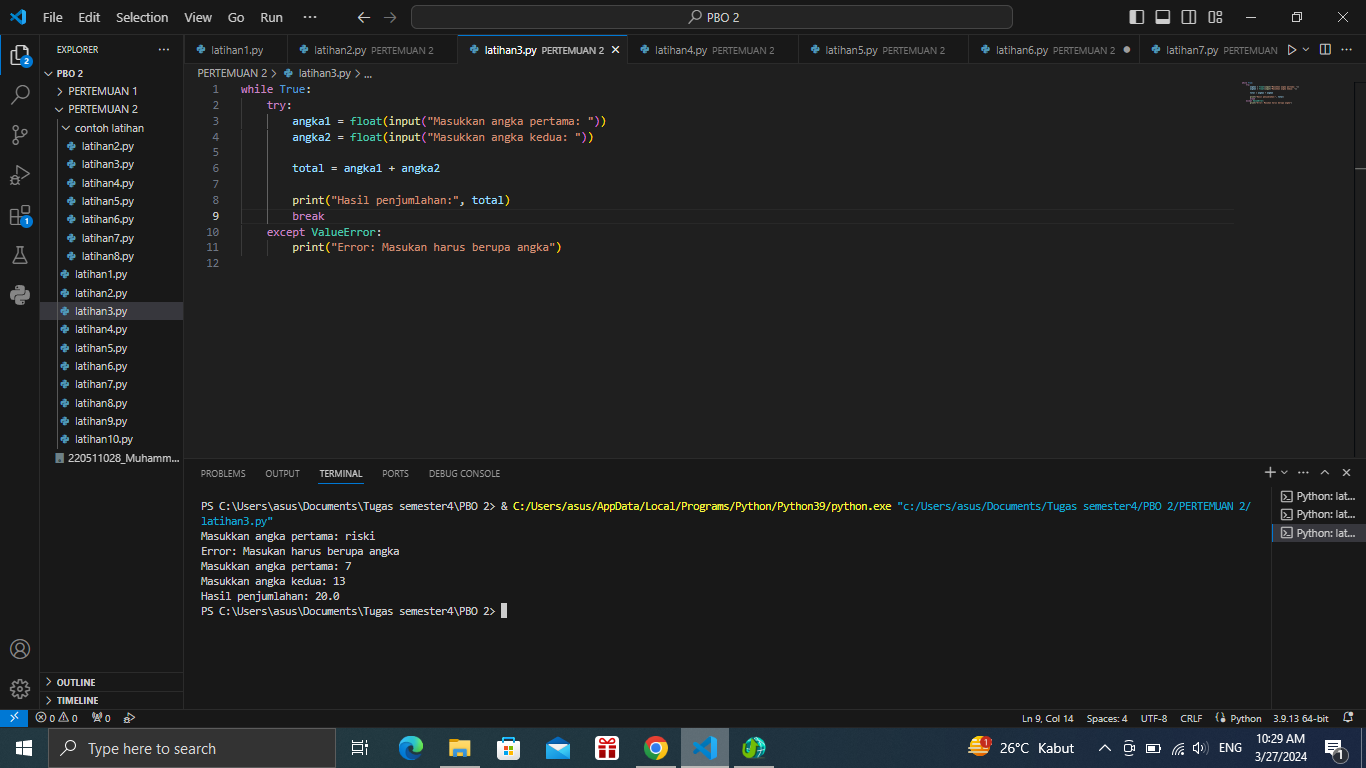 File Edit Selection View Go Run ··· PBO 2
EXPLORER ···
latihan1.py latihan2.py PERTEMUAN 2 latihan3.py PERTEMUAN 2 latihan4.py PERTEMUAN 2 latihan5.py PERTEMUAN 2 latihan6.py PERTEMUAN 2 latihan7.py PERTEMUAN
PBO 2
PERTEMUAN 1
PERTEMUAN 2
contoh latihan
latihan2.py
latihan3.py
latihan4.py
latihan5.py
latihan6.py
latihan7.py
latihan8.py
latihan1.py
latihan2.py
latihan3.py
latihan4.py
latihan5.py
latihan6.py
latihan7.py
latihan8.py
latihan9.py
latihan10.py
220511028_Muhamm...
OUTLINE
TIMELINE
PERTEMUAN 2 > latihan3.py > ...
1 while True:
2 try:
3 angka1 = float(input("Masukkan angka pertama: "))
4 angka2 = float(input("Masukkan angka kedua: "))
5
6 total = angka1 + angka2
7
8 print("Hasil penjumlahan:", total)
9 break
10 except ValueError:
11 print("Error: Masukan harus berupa angka")
12
PROBLEMS OUTPUT TERMINAL PORTS DEBUG CONSOLE
PS C:\Users\asus\Documents\Tugas semester4\PBO 2> & C:/Users/asus/AppData/Local/Programs/Python/Python39/python.exe "c:/Users/asus/Documents/Tugas semester4/PBO 2/PERTEMUAN 2/
latihan3.py"
Masukkan angka pertama: riski
Error: Masukan harus berupa angka
Masukkan angka pertama: 7
Masukkan angka kedua: 13
Hasil penjumlahan: 20.0
PS C:\Users\asus\Documents\Tugas semester4\PBO 2>
Python: lat...
Python: lat...
Python: lat...
0 0 0 Ln 9, Col 14 Spaces: 4 UTF-8 CRLF Python 3.9.13 64-bit
Type here to search 26°C Kabut ENG 10:29 AM
3/27/2024